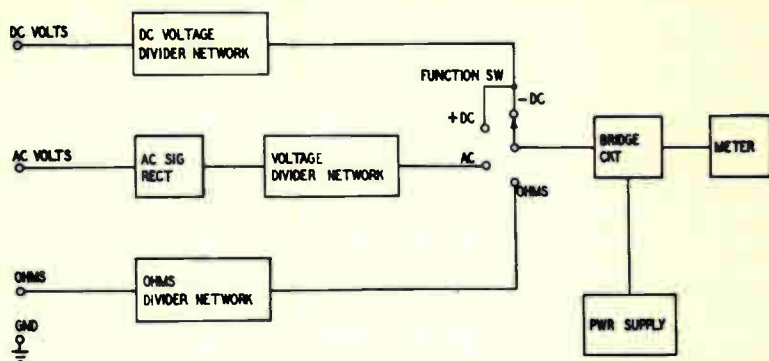 DC VOLTS
DC VOLTAGE
DIVIDER NETWORK
FUNCTION SW
-DC
+DC
AC VOLTS
AC SIG
RECT
VOLTAGE
DIVIDER NETWORK
AC
BRIDGE
CKT
METER
OHMS
OHMS
OHMS
DIVIDER NETWORK
GND
PWR SUPPLY